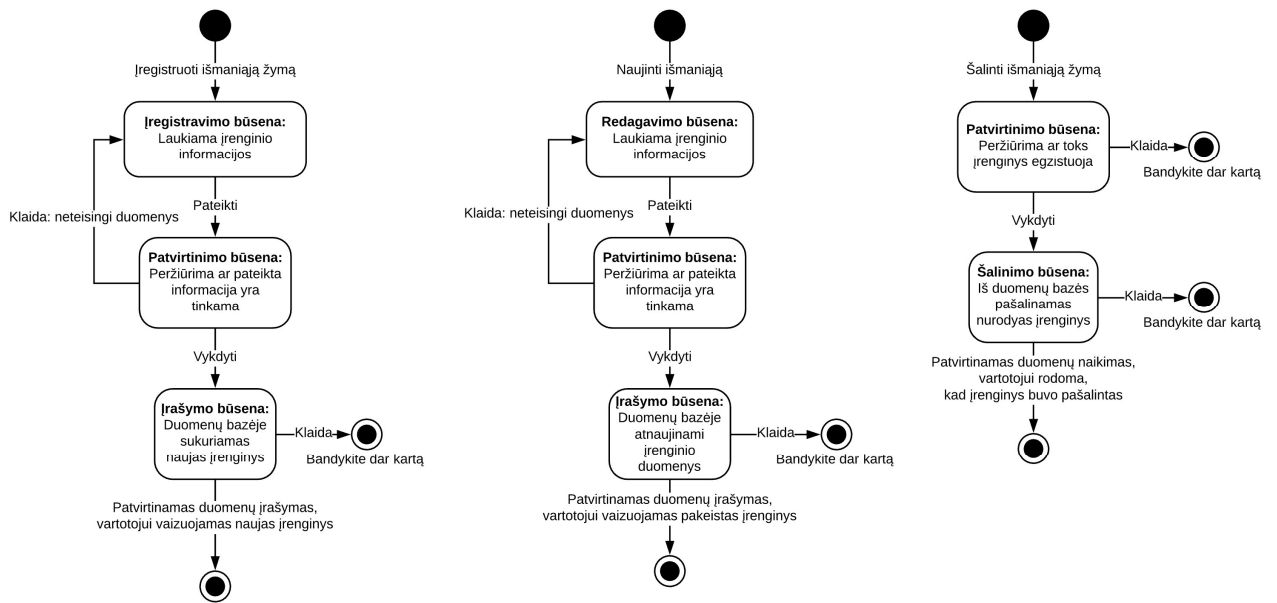 Įregistruoti išmaniąją žymą
Įregistravimo būsena:
Laukiama įrenginio
informacijos
Pateikti
Klaida: neteisingi duomenys
Patvirtinimo būsena:
Peržiūrima ar pateikta
informacija yra
tinkama
Vykdyti
Įrašymo būsena:
Duomenų bazėje
sukuriamas
naujas įrenginys
Klaida
Bandykite dar kartą
Patvirtinamas duomenų įrašymas,
vartotojui vaizuojamas naujas įrenginys
Naujinti išmaniąją
Redagavimo būsena:
Laukiama įrenginio
informacijos
Pateikti
Klaida: neteisingi duomenys
Patvirtinimo būsena:
Peržiūrima ar pateikta
informacija yra
tinkama
Vykdyti
Įrašymo būsena:
Duomenų bazėje
atnaujinami
įrenginio
duomenys
Klaida
Bandykite dar kartą
Patvirtinamas duomenų įrašymas,
vartotojui vaizuojamas pakeistas įrenginys
Šalinti išmaniąją žymą
Patvirtinimo būsena:
Peržiūrima ar toks
įrenginys egzistuoja
Klaida
Bandykite dar kartą
Vykdyti
Šalinimo būsena:
Iš duomenų bazės
pašalinamas
nurodyas įrenginys
Klaida
Bandykite dar kartą
Patvirtinamas duomenų naikimas,
vartotojui rodoma,
kad įrenginys buvo pašalintas